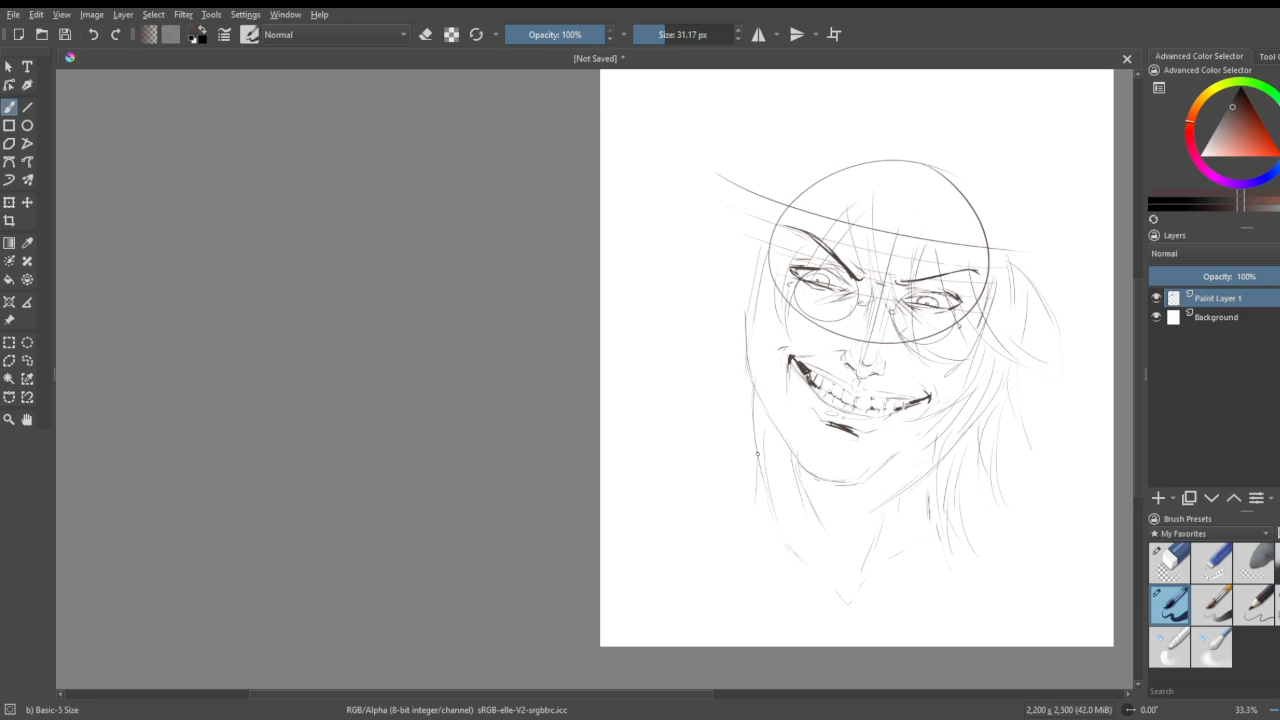 File Edit View Image Layer Select Filter Tools Settings Window Help
Normal Opacity: 100% Size: 31.17 px
[Not Saved] *
Advanced Color Selector Tool
Advanced Color Selector
Layers
Normal
Opacity: 100%
Paint Layer 1
Background
Brush Presets
My Favorites
Search
b) Basic-5 Size RGB/Alpha (8-bit integer/channel) sRGB-elle-V2-srgbtrc.icc 2,200 x 2,500 (42.0 MiB) 0.00° 33.3%